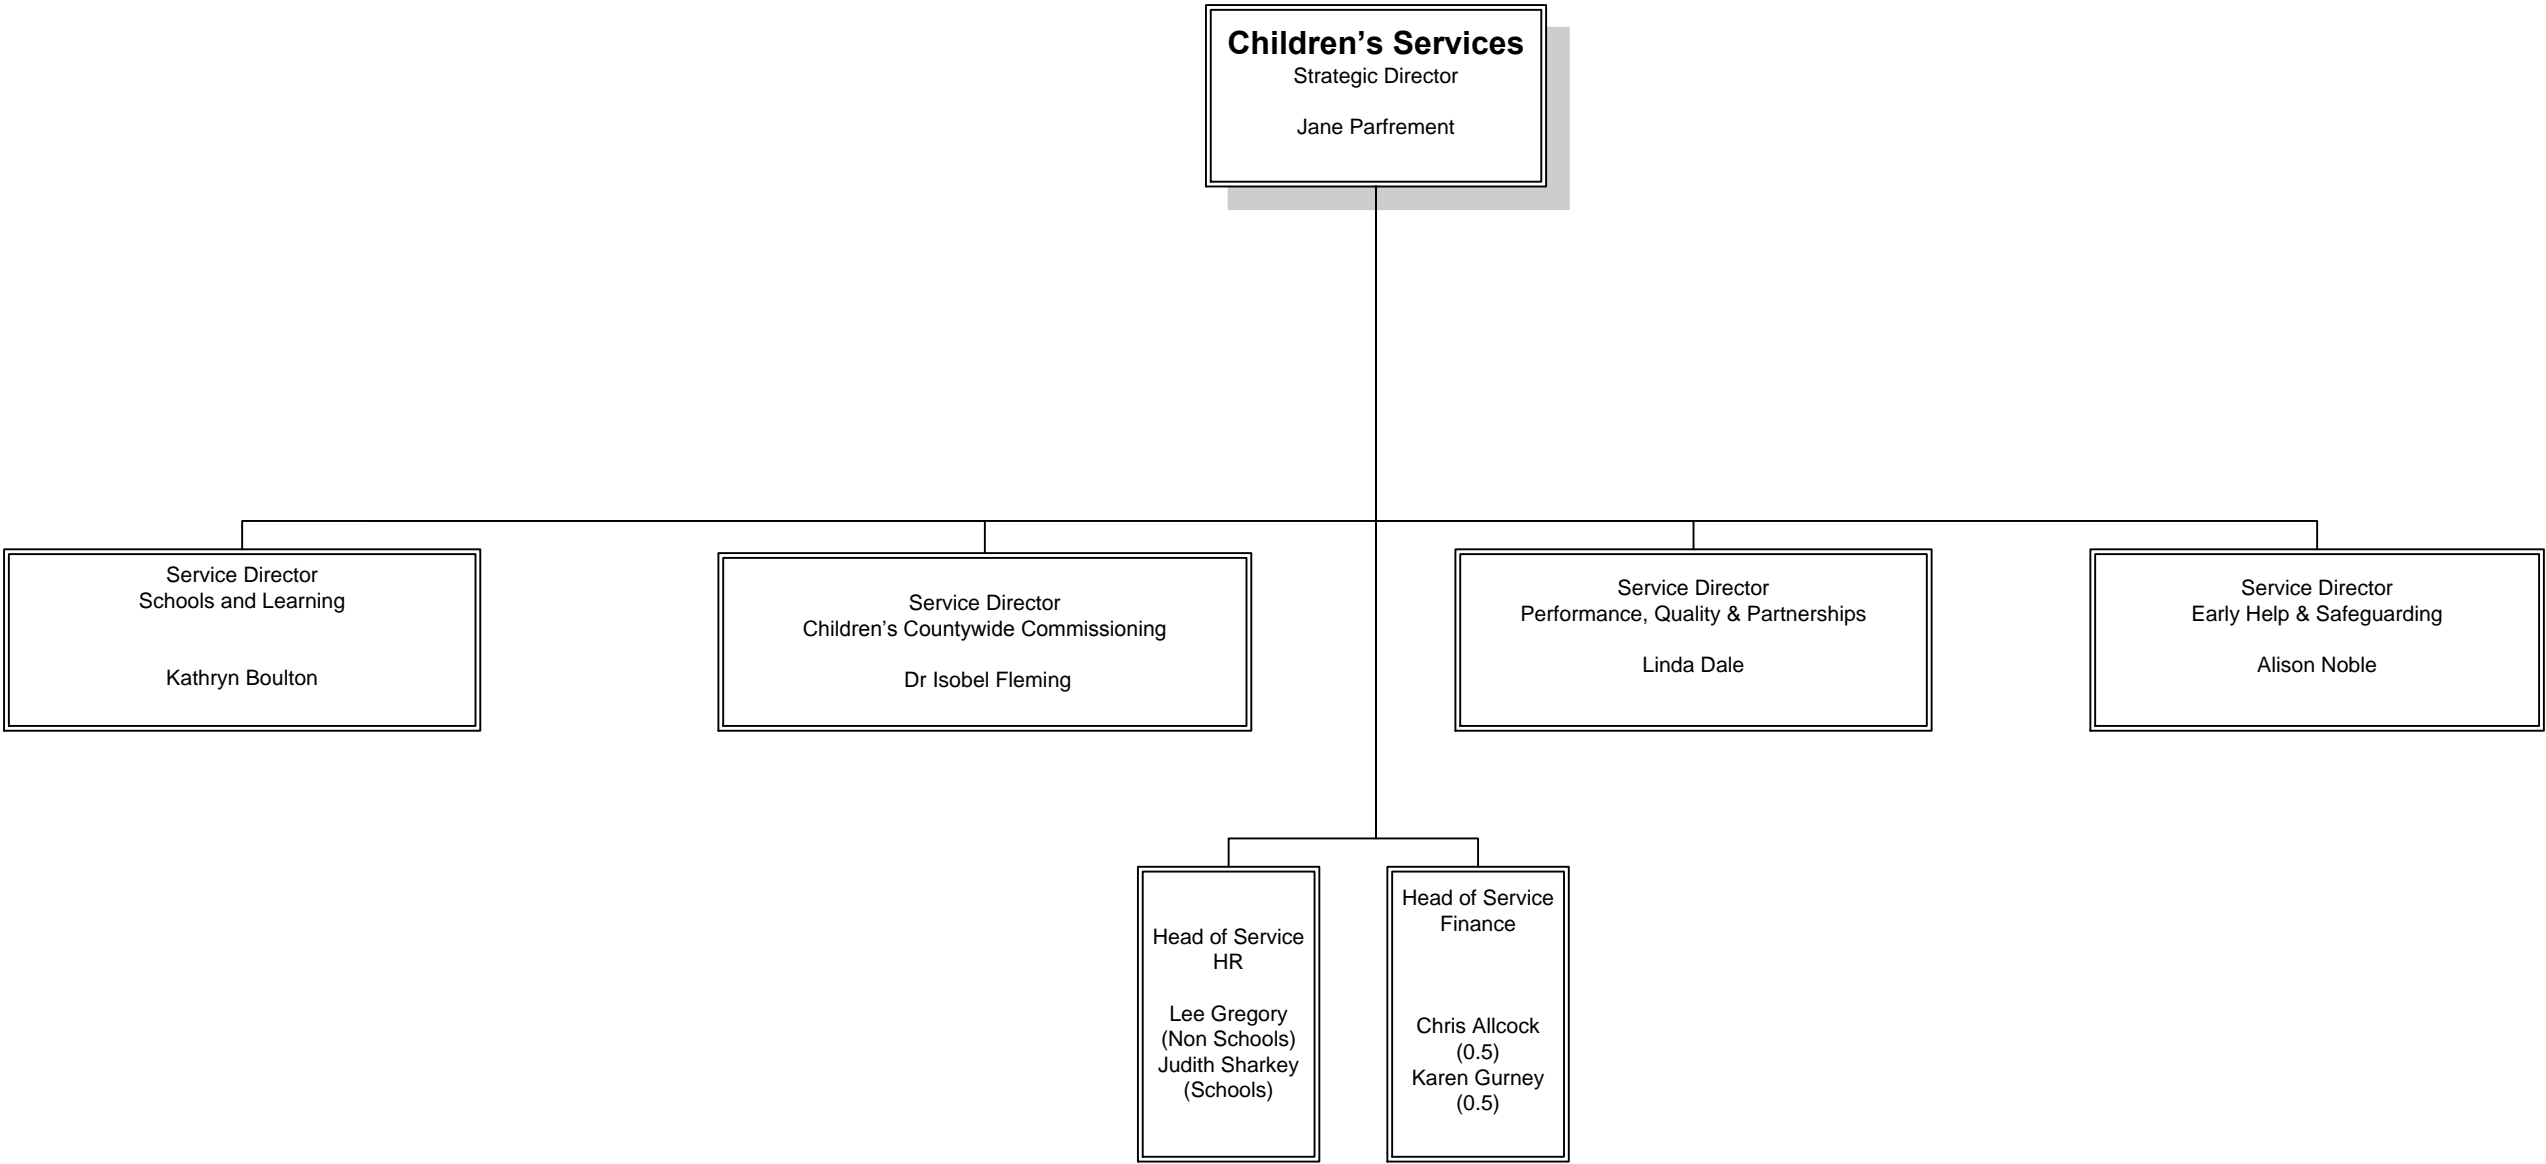 Children’s Services
Strategic Director
Jane Parfrement
Service Director
Schools and Learning
Kathryn Boulton
Service Director
Children’s Countywide Commissioning
Dr Isobel Fleming
Service Director
Performance, Quality & Partnerships
Linda Dale
Service Director
Early Help & Safeguarding
Alison Noble
Head of Service
HR
Lee Gregory
(Non Schools)
Judith Sharkey
(Schools)
Head of Service
Finance
Chris Allcock
(0.5)
Karen Gurney
(0.5)